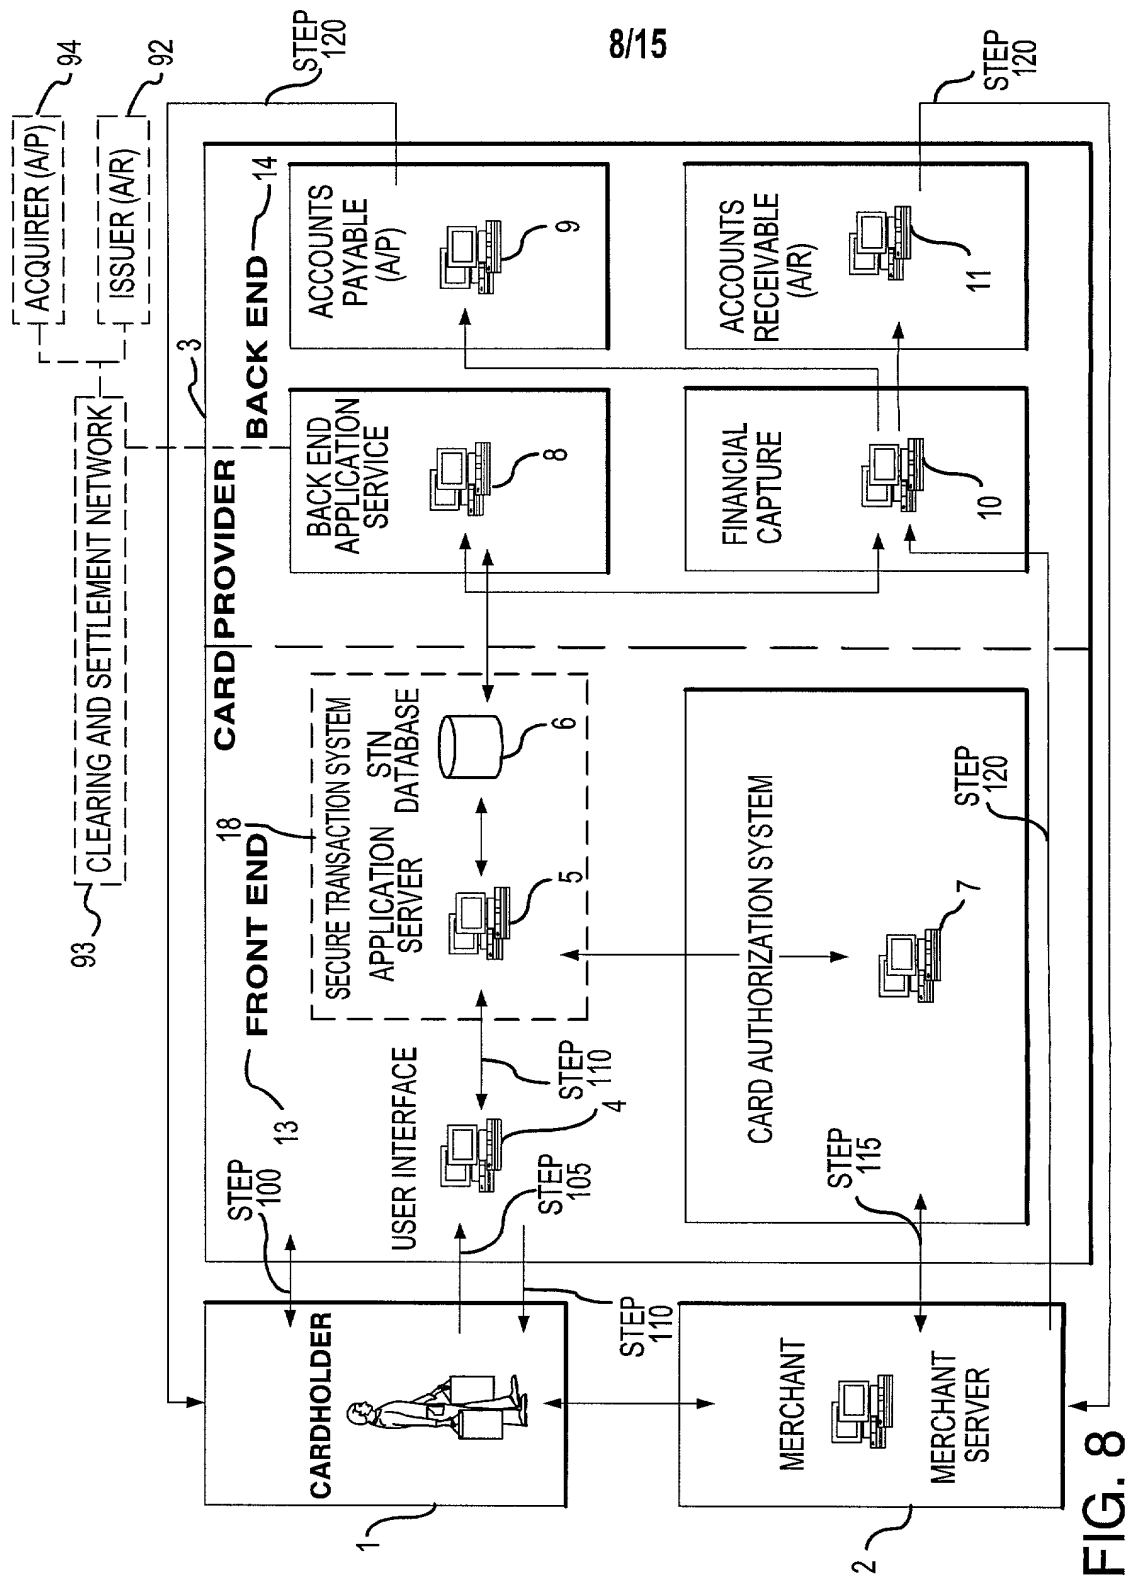 8/15
93
CLEARING AND SETTLEMENT NETWORK
ACQUIRER (A/P)
94
ISSUER (A/R)
92
3
CARD PROVIDER
13
FRONT END
BACK END
14
STEP
120
STEP
100
1
CARDHOLDER
USER INTERFACE
4
STEP
105
STEP
110
STEP
110
18
SECURE TRANSACTION SYSTEM
APPLICATION
SERVER
5
STN
DATABASE
6
BACK END
APPLICATION
SERVICE
8
ACCOUNTS
PAYABLE
(A/P)
9
2
MERCHANT
MERCHANT
SERVER
STEP
115
CARD AUTHORIZATION SYSTEM
7
STEP
120
FINANCIAL
CAPTURE
10
ACCOUNTS
RECEIVABLE
(A/R)
11
STEP
120
FIG. 8